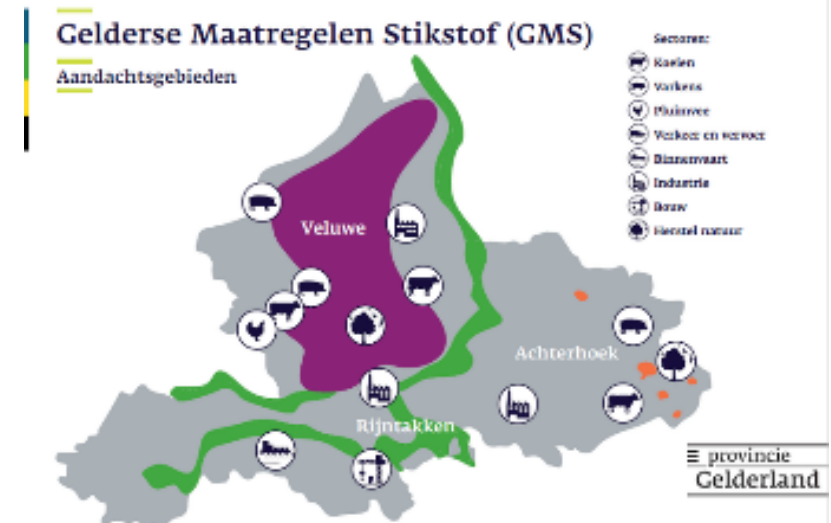 Gelderse Maatregelen Stikstof (GMS)
Aandachtsgebieden
Sectoren:
Koeien
Varkens
Pluimvee
Verkeer en vervoer
Binnenvaart
Industrie
Bouw
Herstel natuur
Veluwe
Achterhoek
Rijntakken
provincie
Gelderland